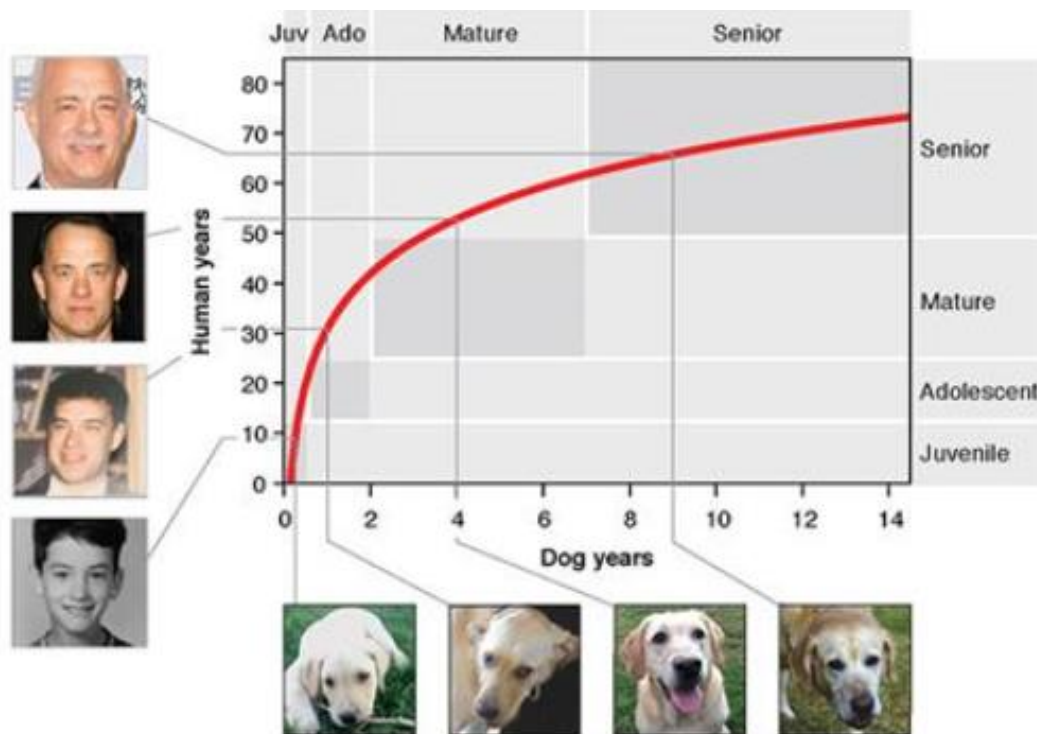 Juv Ado Mature Senior
80
70
60
50
40
30
20
10
0
Human years
Senior
Mature
Adolescent
Juvenile
0 2 4 6 8 10 12 14
Dog years